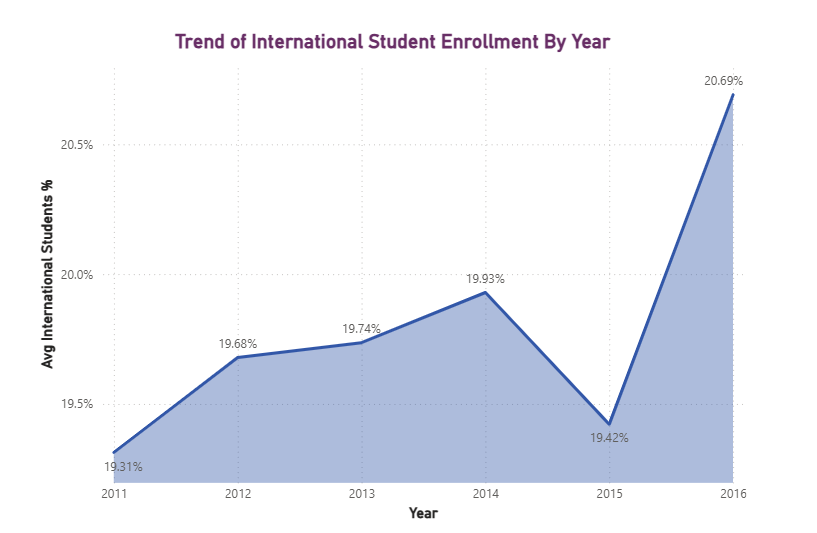 Trend of International Student Enrollment By Year
20.69%
20.5%
Avg International Students %
20.0%
19.93%
19.74%
19.68%
19.5%
19.42%
19.31%
2011 2012 2013 2014 2015 2016
Year